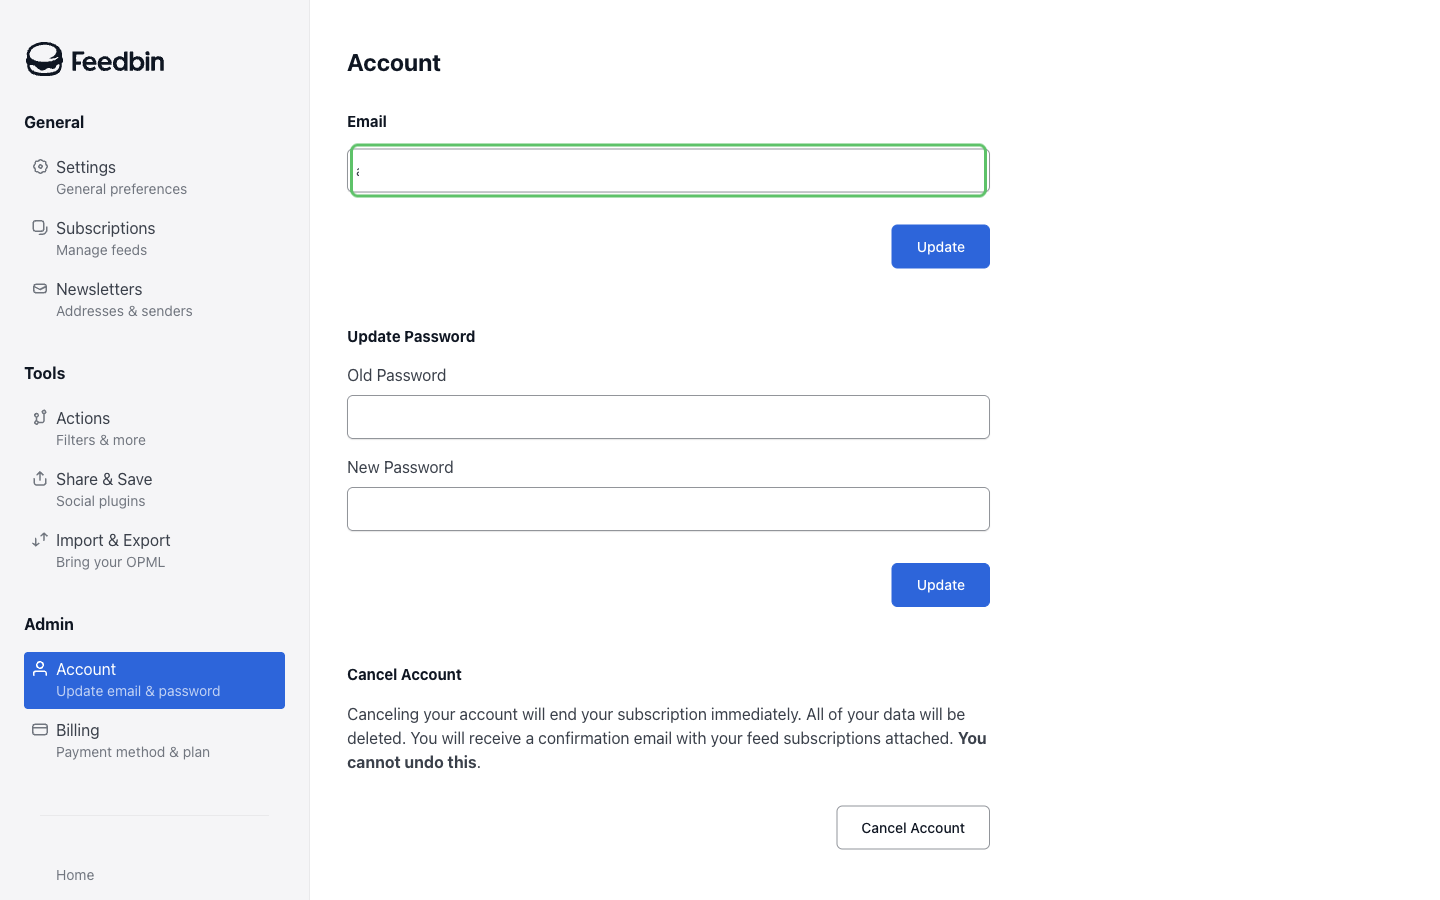 Feedbin
General
Settings
General preferences
Subscriptions
Manage feeds
Newsletters
Addresses & senders
Tools
Actions
Filters & more
Share & Save
Social plugins
Import & Export
Bring your OPML
Admin
Account
Update email & password
Billing
Payment method & plan
Home
Account
Email
Update
Update Password
Old Password
New Password
Update
Cancel Account
Canceling your account will end your subscription immediately. All of your data will be
deleted. You will receive a confirmation email with your feed subscriptions attached. You
cannot undo this.
Cancel Account